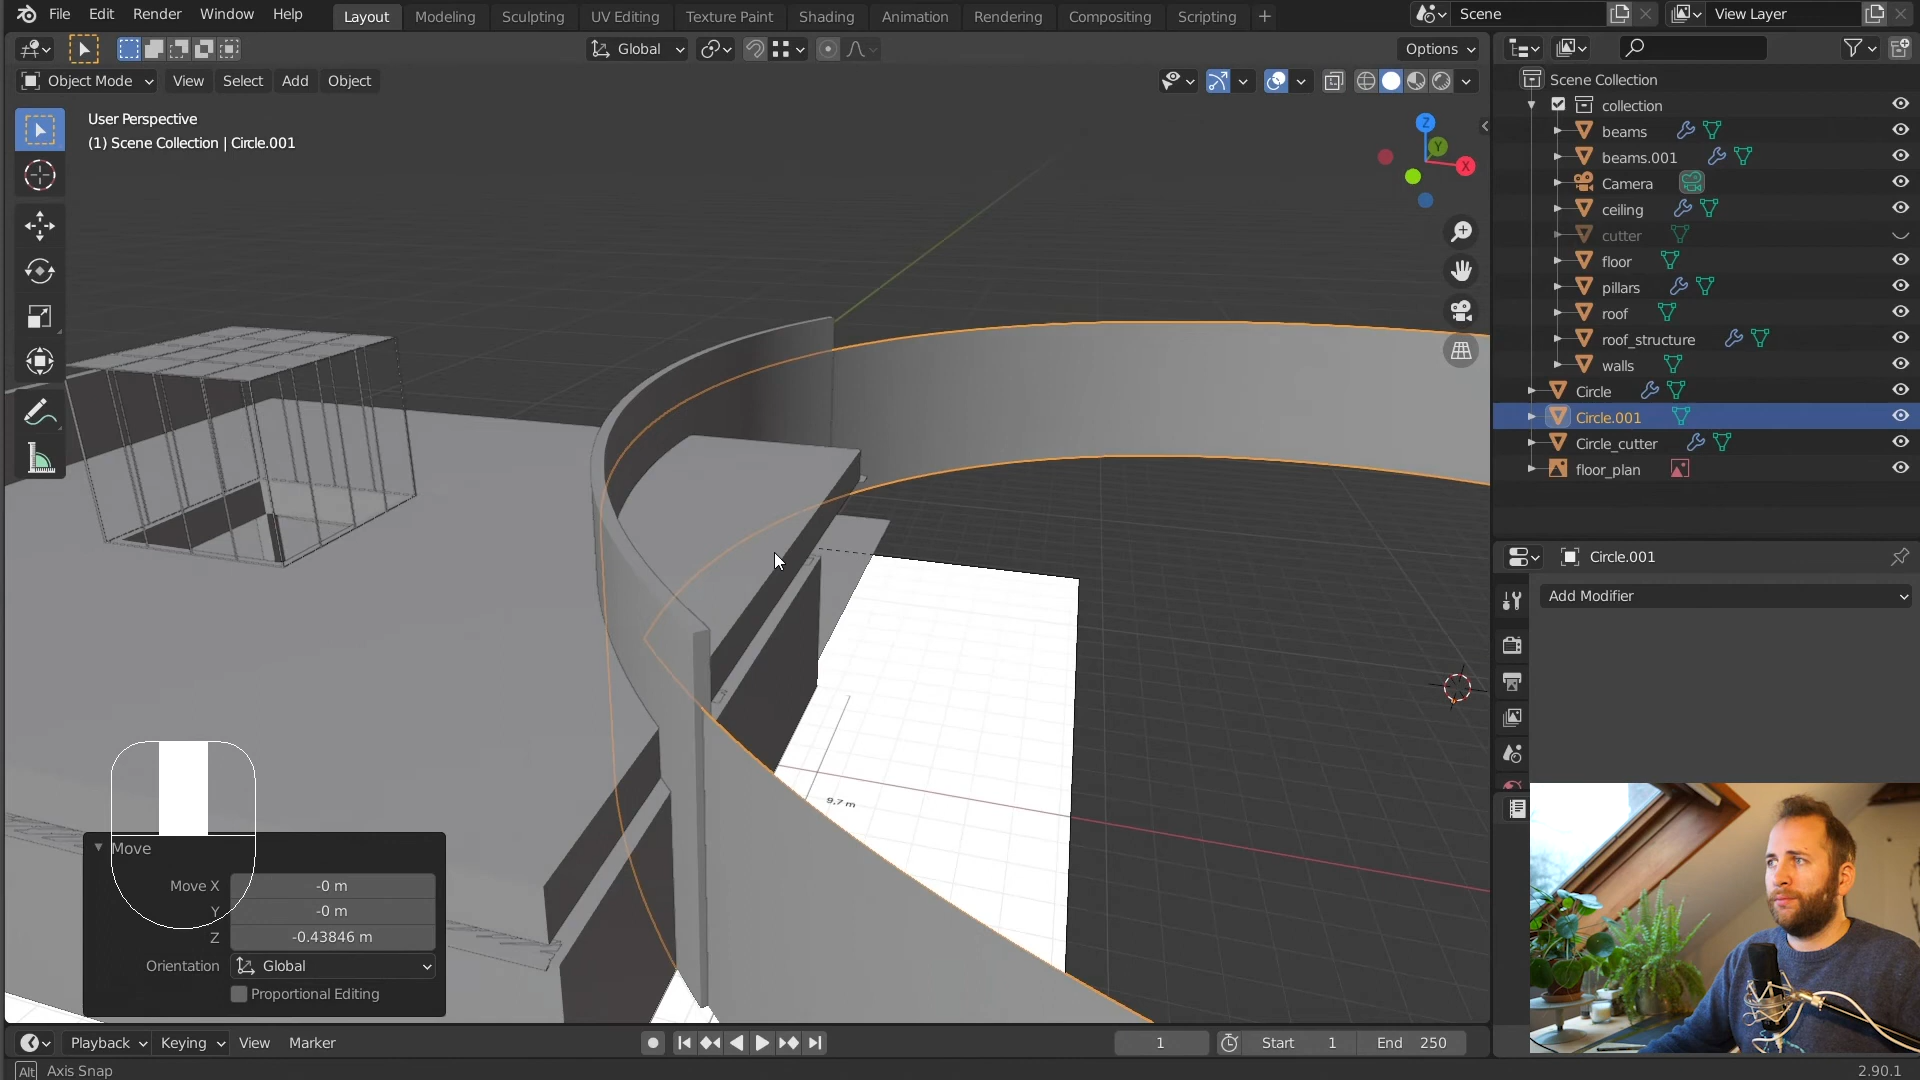 File Edit Render Window Help
Layout Modeling Sculpting UV Editing Texture Paint Shading Animation Rendering Compositing Scripting +
Scene
View Layer
Global
Options
Object Mode View Select Add Object
User Perspective
(1) Scene Collection | Circle.001
Z
Y
X
9,7 m
Move
Move X -0 m
Y -0 m
Z -0.43846 m
Orientation Global
Proportional Editing
Scene Collection
collection
beams
beams.001
Camera
ceiling
cutter
floor
pillars
roof
roof_structure
walls
Circle
Circle.001
Circle_cutter
floor_plan
Circle.001
Add Modifier
Playback Keying View Marker
1
Start 1
End 250
Alt Axis Snap
2.90.1